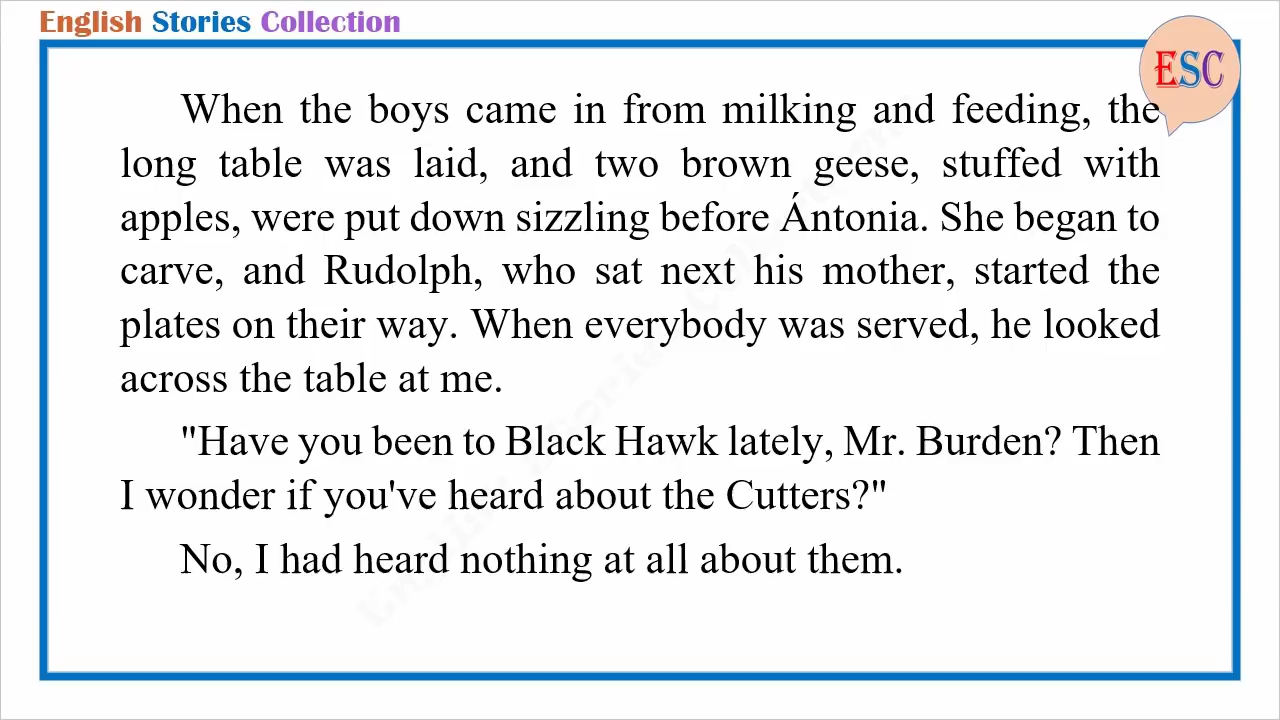 English Stories Collection
ESC
When the boys came in from milking and feeding, the
long table was laid, and two brown geese, stuffed with
apples, were put down sizzling before Ántonia. She began to
carve, and Rudolph, who sat next his mother, started the
plates on their way. When everybody was served, he looked
across the table at me.
"Have you been to Black Hawk lately, Mr. Burden? Then
I wonder if you've heard about the Cutters?"
No, I had heard nothing at all about them.